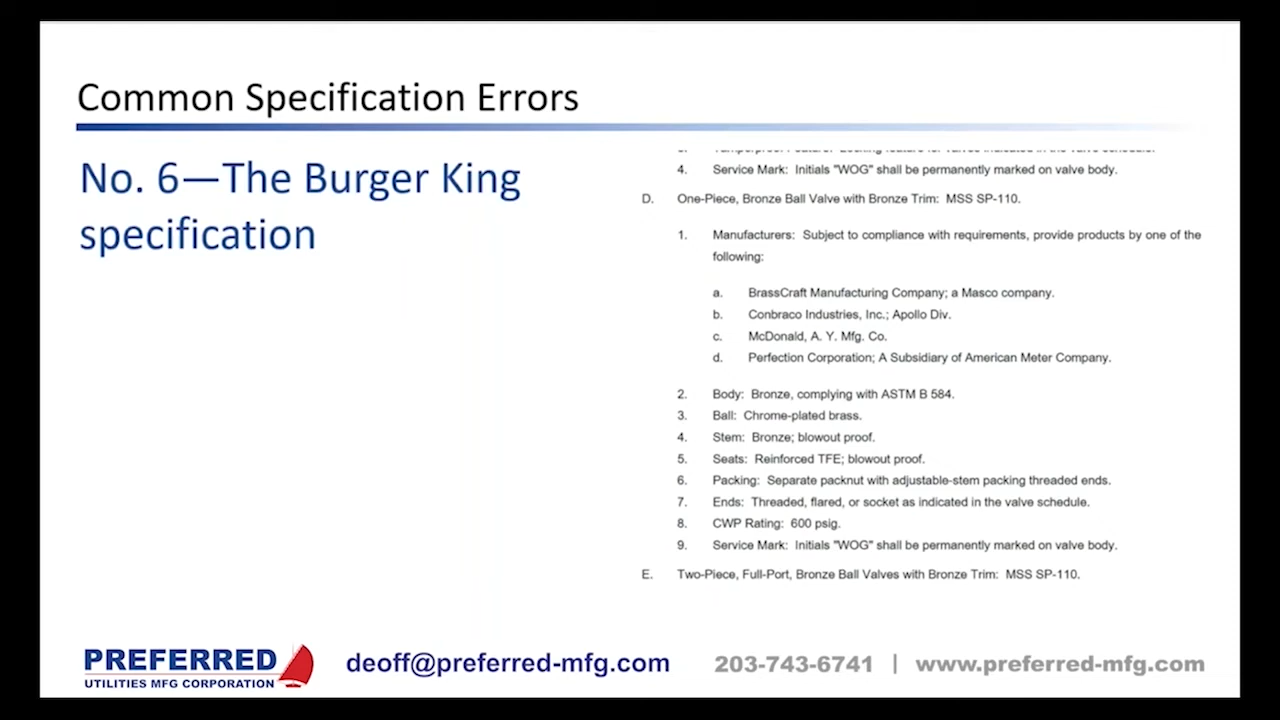 Common Specification Errors
No. 6—The Burger King
specification
4. Service Mark: Initials "WOG" shall be permanently marked on valve body.
D. One-Piece, Bronze Ball Valve with Bronze Trim: MSS SP-110.
1. Manufacturers: Subject to compliance with requirements, provide products by one of the
following:
a. BrassCraft Manufacturing Company; a Masco company.
b. Conbraco Industries, Inc.; Apollo Div.
c. McDonald, A. Y. Mfg. Co.
d. Perfection Corporation; A Subsidiary of American Meter Company.
2. Body: Bronze, complying with ASTM B 584.
3. Ball: Chrome-plated brass.
4. Stem: Bronze; blowout proof.
5. Seats: Reinforced TFE; blowout proof.
6. Packing: Separate packnut with adjustable-stem packing threaded ends.
7. Ends: Threaded, flared, or socket as indicated in the valve schedule.
8. CWP Rating: 600 psig.
9. Service Mark: Initials "WOG" shall be permanently marked on valve body.
E. Two-Piece, Full-Port, Bronze Ball Valves with Bronze Trim: MSS SP-110.
PREFERRED
UTILITIES MFG CORPORATION
deoff@preferred-mfg.com
203-743-6741 | www.preferred-mfg.com